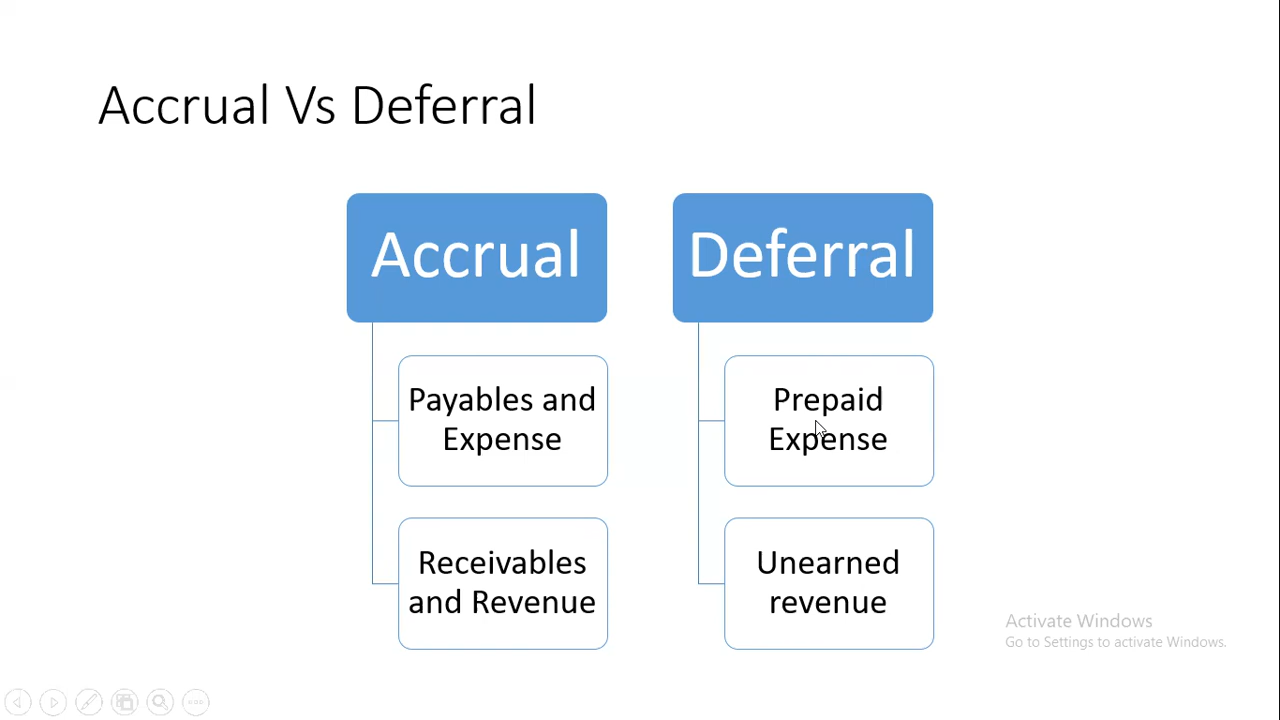 Accrual Vs Deferral
Accrual
Payables and
Expense
Receivables
and Revenue
Deferral
Prepaid
Expense
Unearned
revenue
Activate Windows
Go to Settings to activate Windows.